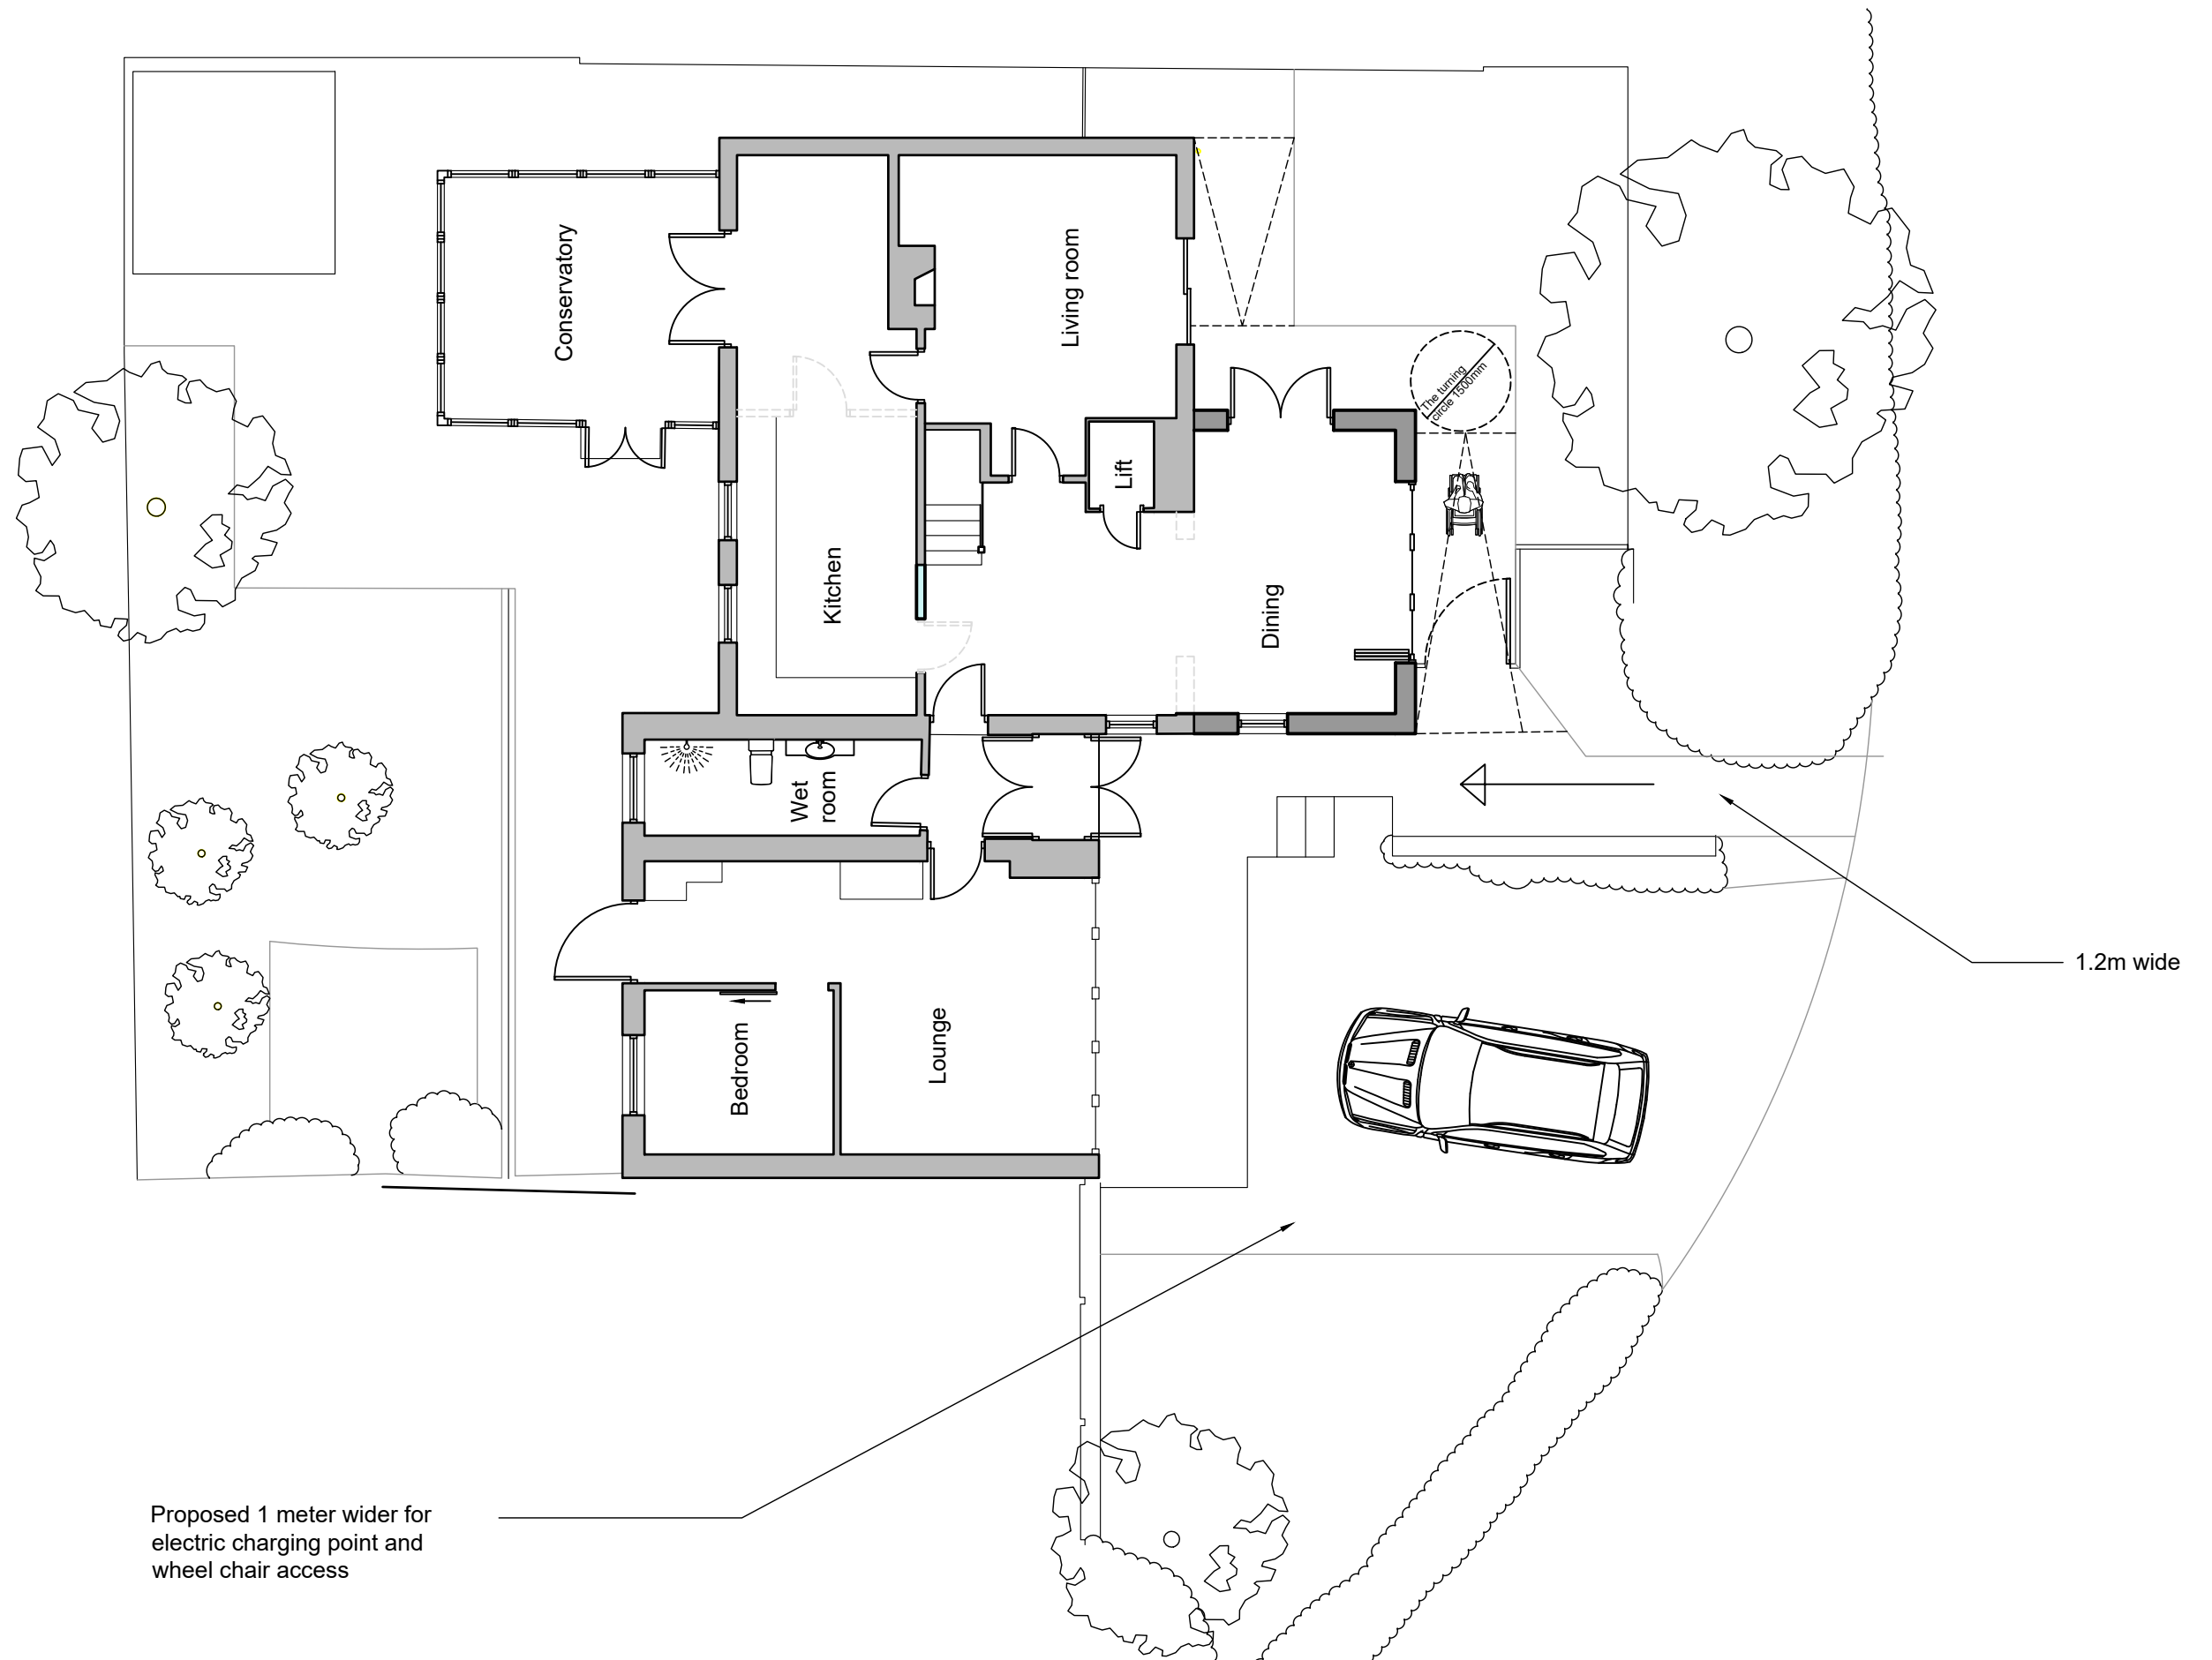 Conservatory
Living room
The turning
circle 1500mm
Lift
Kitchen
Dining
Wet
room
1.2m wide
Bedroom
Lounge
Proposed 1 meter wider for
electric charging point and
wheel chair access